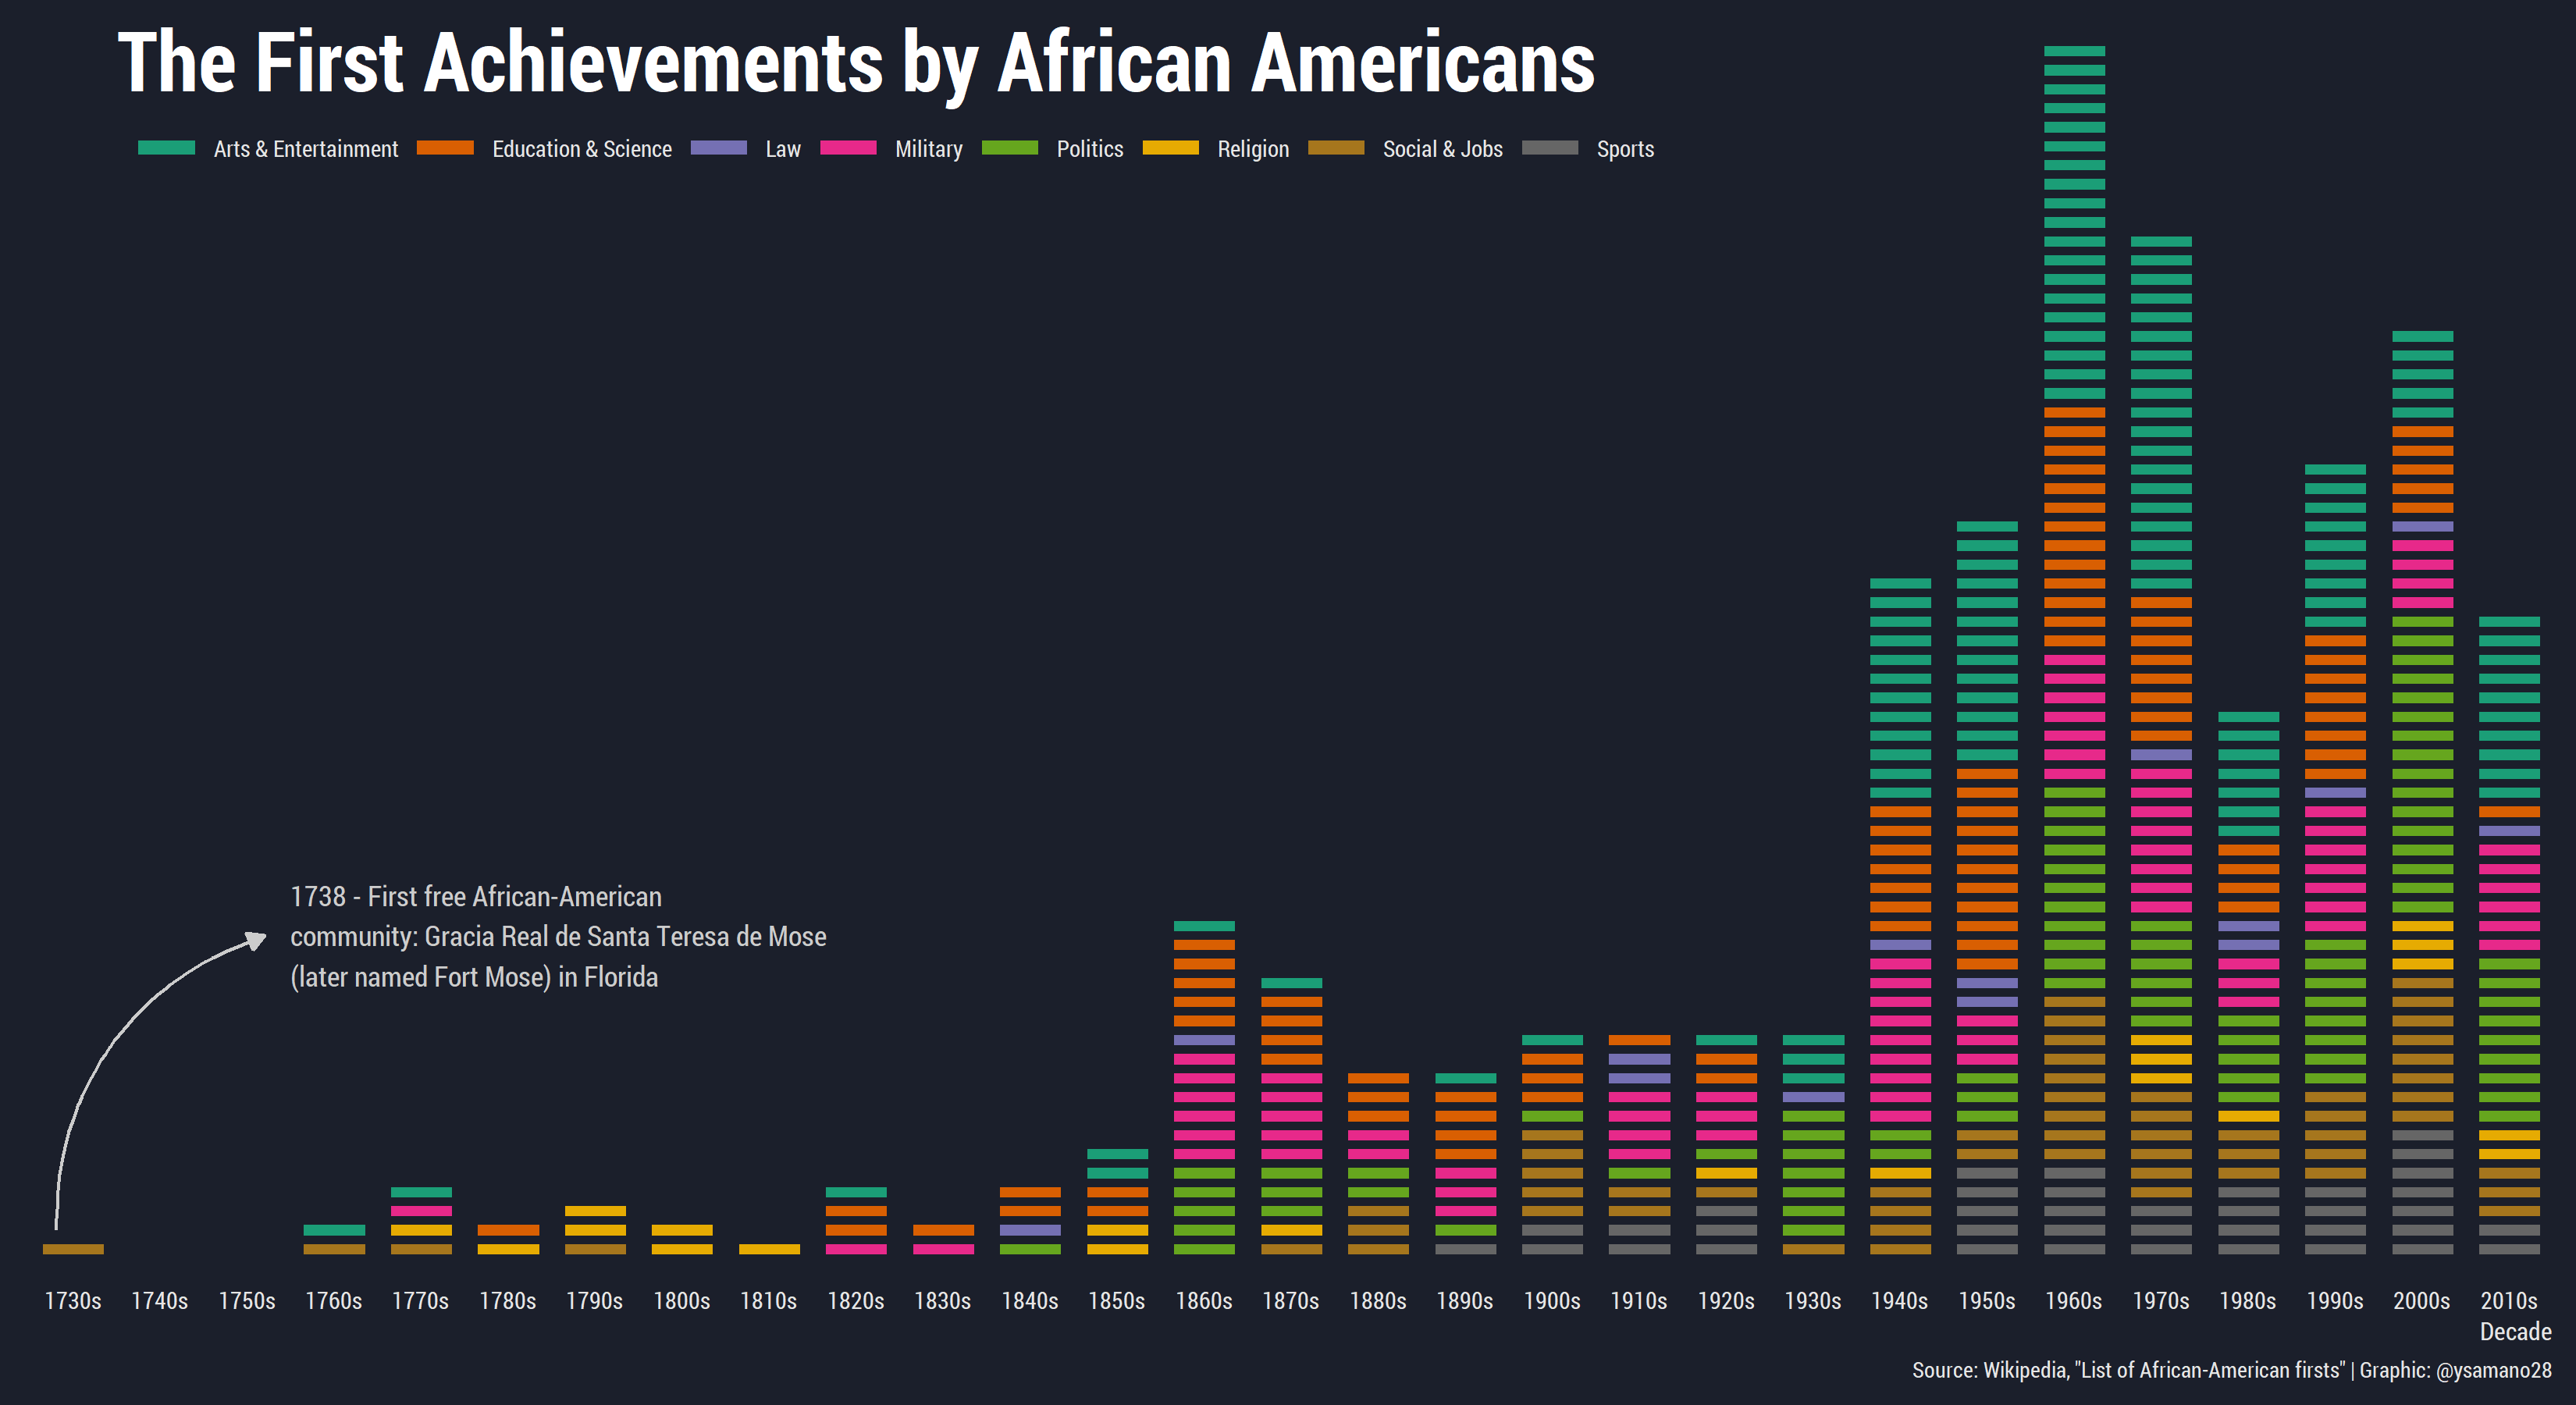 The First Achievements by African Americans
Arts & Entertainment Education & Science Law Military Politics Religion Social & Jobs Sports
1738 - First free African-American
community: Gracia Real de Santa Teresa de Mose
(later named Fort Mose) in Florida
1730s 1740s 1750s 1760s 1770s 1780s 1790s 1800s 1810s 1820s 1830s 1840s 1850s 1860s 1870s 1880s 1890s 1900s 1910s 1920s 1930s 1940s 1950s 1960s 1970s 1980s 1990s 2000s 2010s
Decade
Source: Wikipedia, "List of African-American firsts" | Graphic: @ysamano28